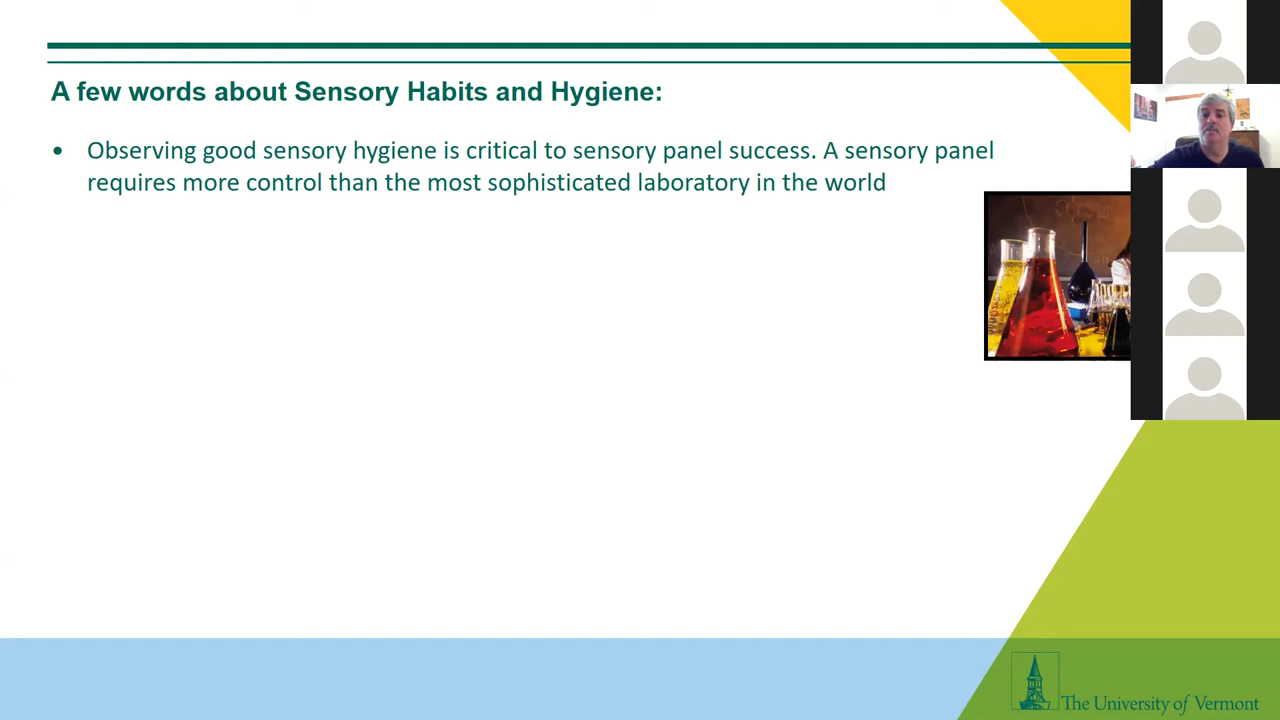 A few words about Sensory Habits and Hygiene:
• Observing good sensory hygiene is critical to sensory panel success. A sensory panel
requires more control than the most sophisticated laboratory in the world
The University of Vermont